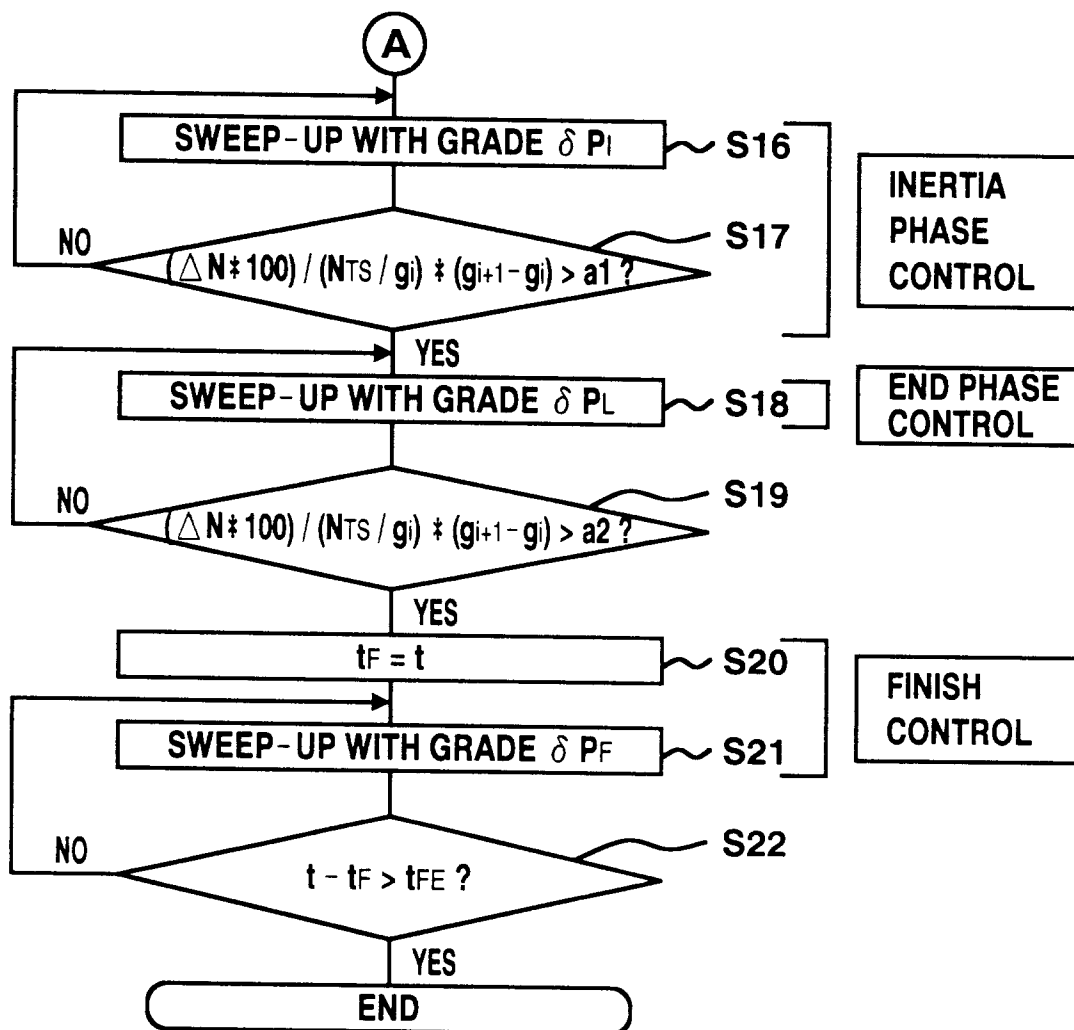 A
SWEEP-UP WITH GRADE δ PI
S16
INERTIA
PHASE
CONTROL
S17
NO
(△N*100) / (NTS / gi) * (gi+1 - gi) > a1 ?
YES
SWEEP-UP WITH GRADE δ PL
S18
END PHASE
CONTROL
S19
NO
(△N*100) / (NTS / gi) * (gi+1 - gi) > a2 ?
YES
tF = t
S20
FINISH
CONTROL
SWEEP-UP WITH GRADE δ PF
S21
S22
NO
t - tF > tFE ?
YES
END